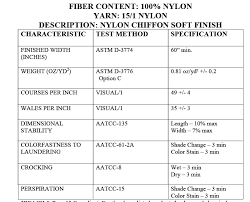 FIBER CONTENT: 100% NYLON
YARN: 15/1 NYLON
DESCRIPTION: NYLON CHIFFON SOFT FINISH
CHARACTERISTIC TEST METHOD SPECIFICATION
FINISHED WIDTH (INCHES) ASTM D-3774 60" min.
WEIGHT (OZ/YD²) ASTM D-3776 Option C 0.81 oz/yd² +/- 0.2
COURSES PER INCH VISUAL/1 49 +/- 4
WALES PER INCH VISUAL/1 35 +/- 3
DIMENSIONAL STABILITY AATCC-135 Length – 10% max
Width – 7% max
COLORFASTNESS TO LAUNDERING AATCC-61-2A Shade Change – 3 min
Color Stain – 3 min
CROCKING AATCC-8 Wet – 3 min
Dry – 3 min
PERSPIRATION AATCC-15 Shade Change – 3 min
Color Stain – 3 min